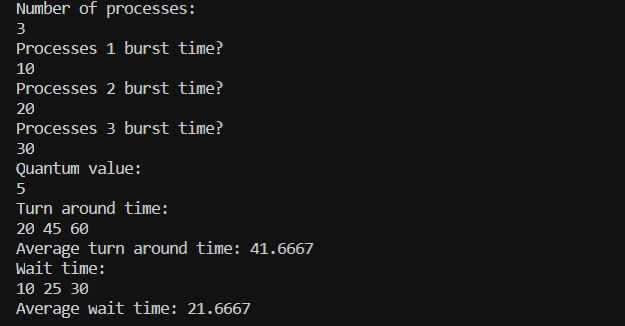 Number of processes:
3
Processes 1 burst time?
10
Processes 2 burst time?
20
Processes 3 burst time?
30
Quantum value:
5
Turn around time:
20 45 60
Average turn around time: 41.6667
Wait time:
10 25 30
Average wait time: 21.6667